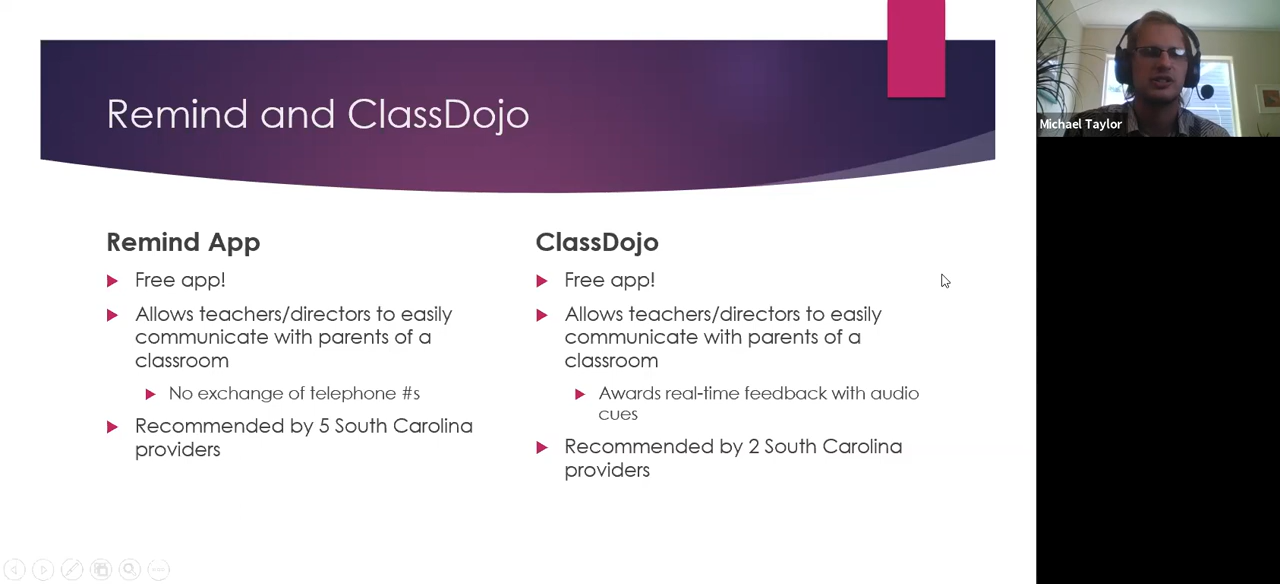 Remind and ClassDojo
Remind App
Free app!
Allows teachers/directors to easily
communicate with parents of a
classroom
No exchange of telephone #s
Recommended by 5 South Carolina
providers
ClassDojo
Free app!
Allows teachers/directors to easily
communicate with parents of a
classroom
Awards real-time feedback with audio
cues
Recommended by 2 South Carolina
providers
Michael Taylor